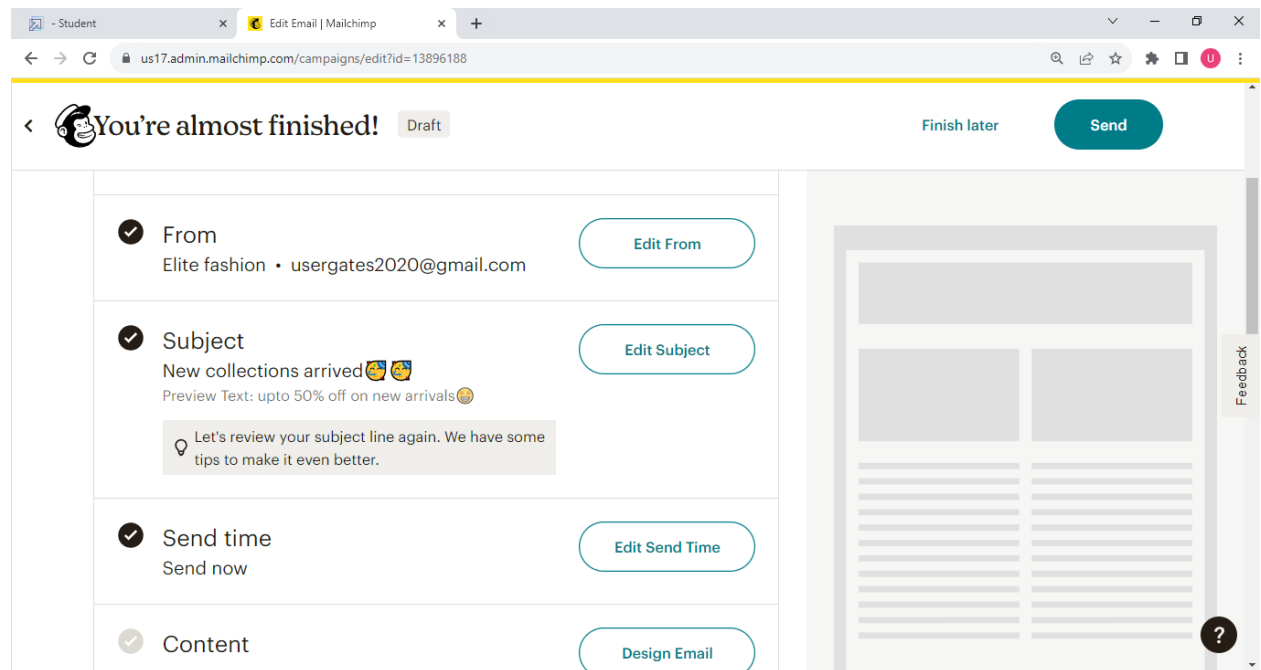 - Student
Edit Email | Mailchimp
us17.admin.mailchimp.com/campaigns/edit?id=13896188
U
You're almost finished!
Draft
Finish later
Send
From
Elite fashion • usergates2020@gmail.com
Edit From
Subject
New collections arrived🥳🥳
Preview Text: upto 50% off on new arrivals😁
Edit Subject
Let's review your subject line again. We have some
tips to make it even better.
Send time
Send now
Edit Send Time
Content
Design Email
Feedback
?